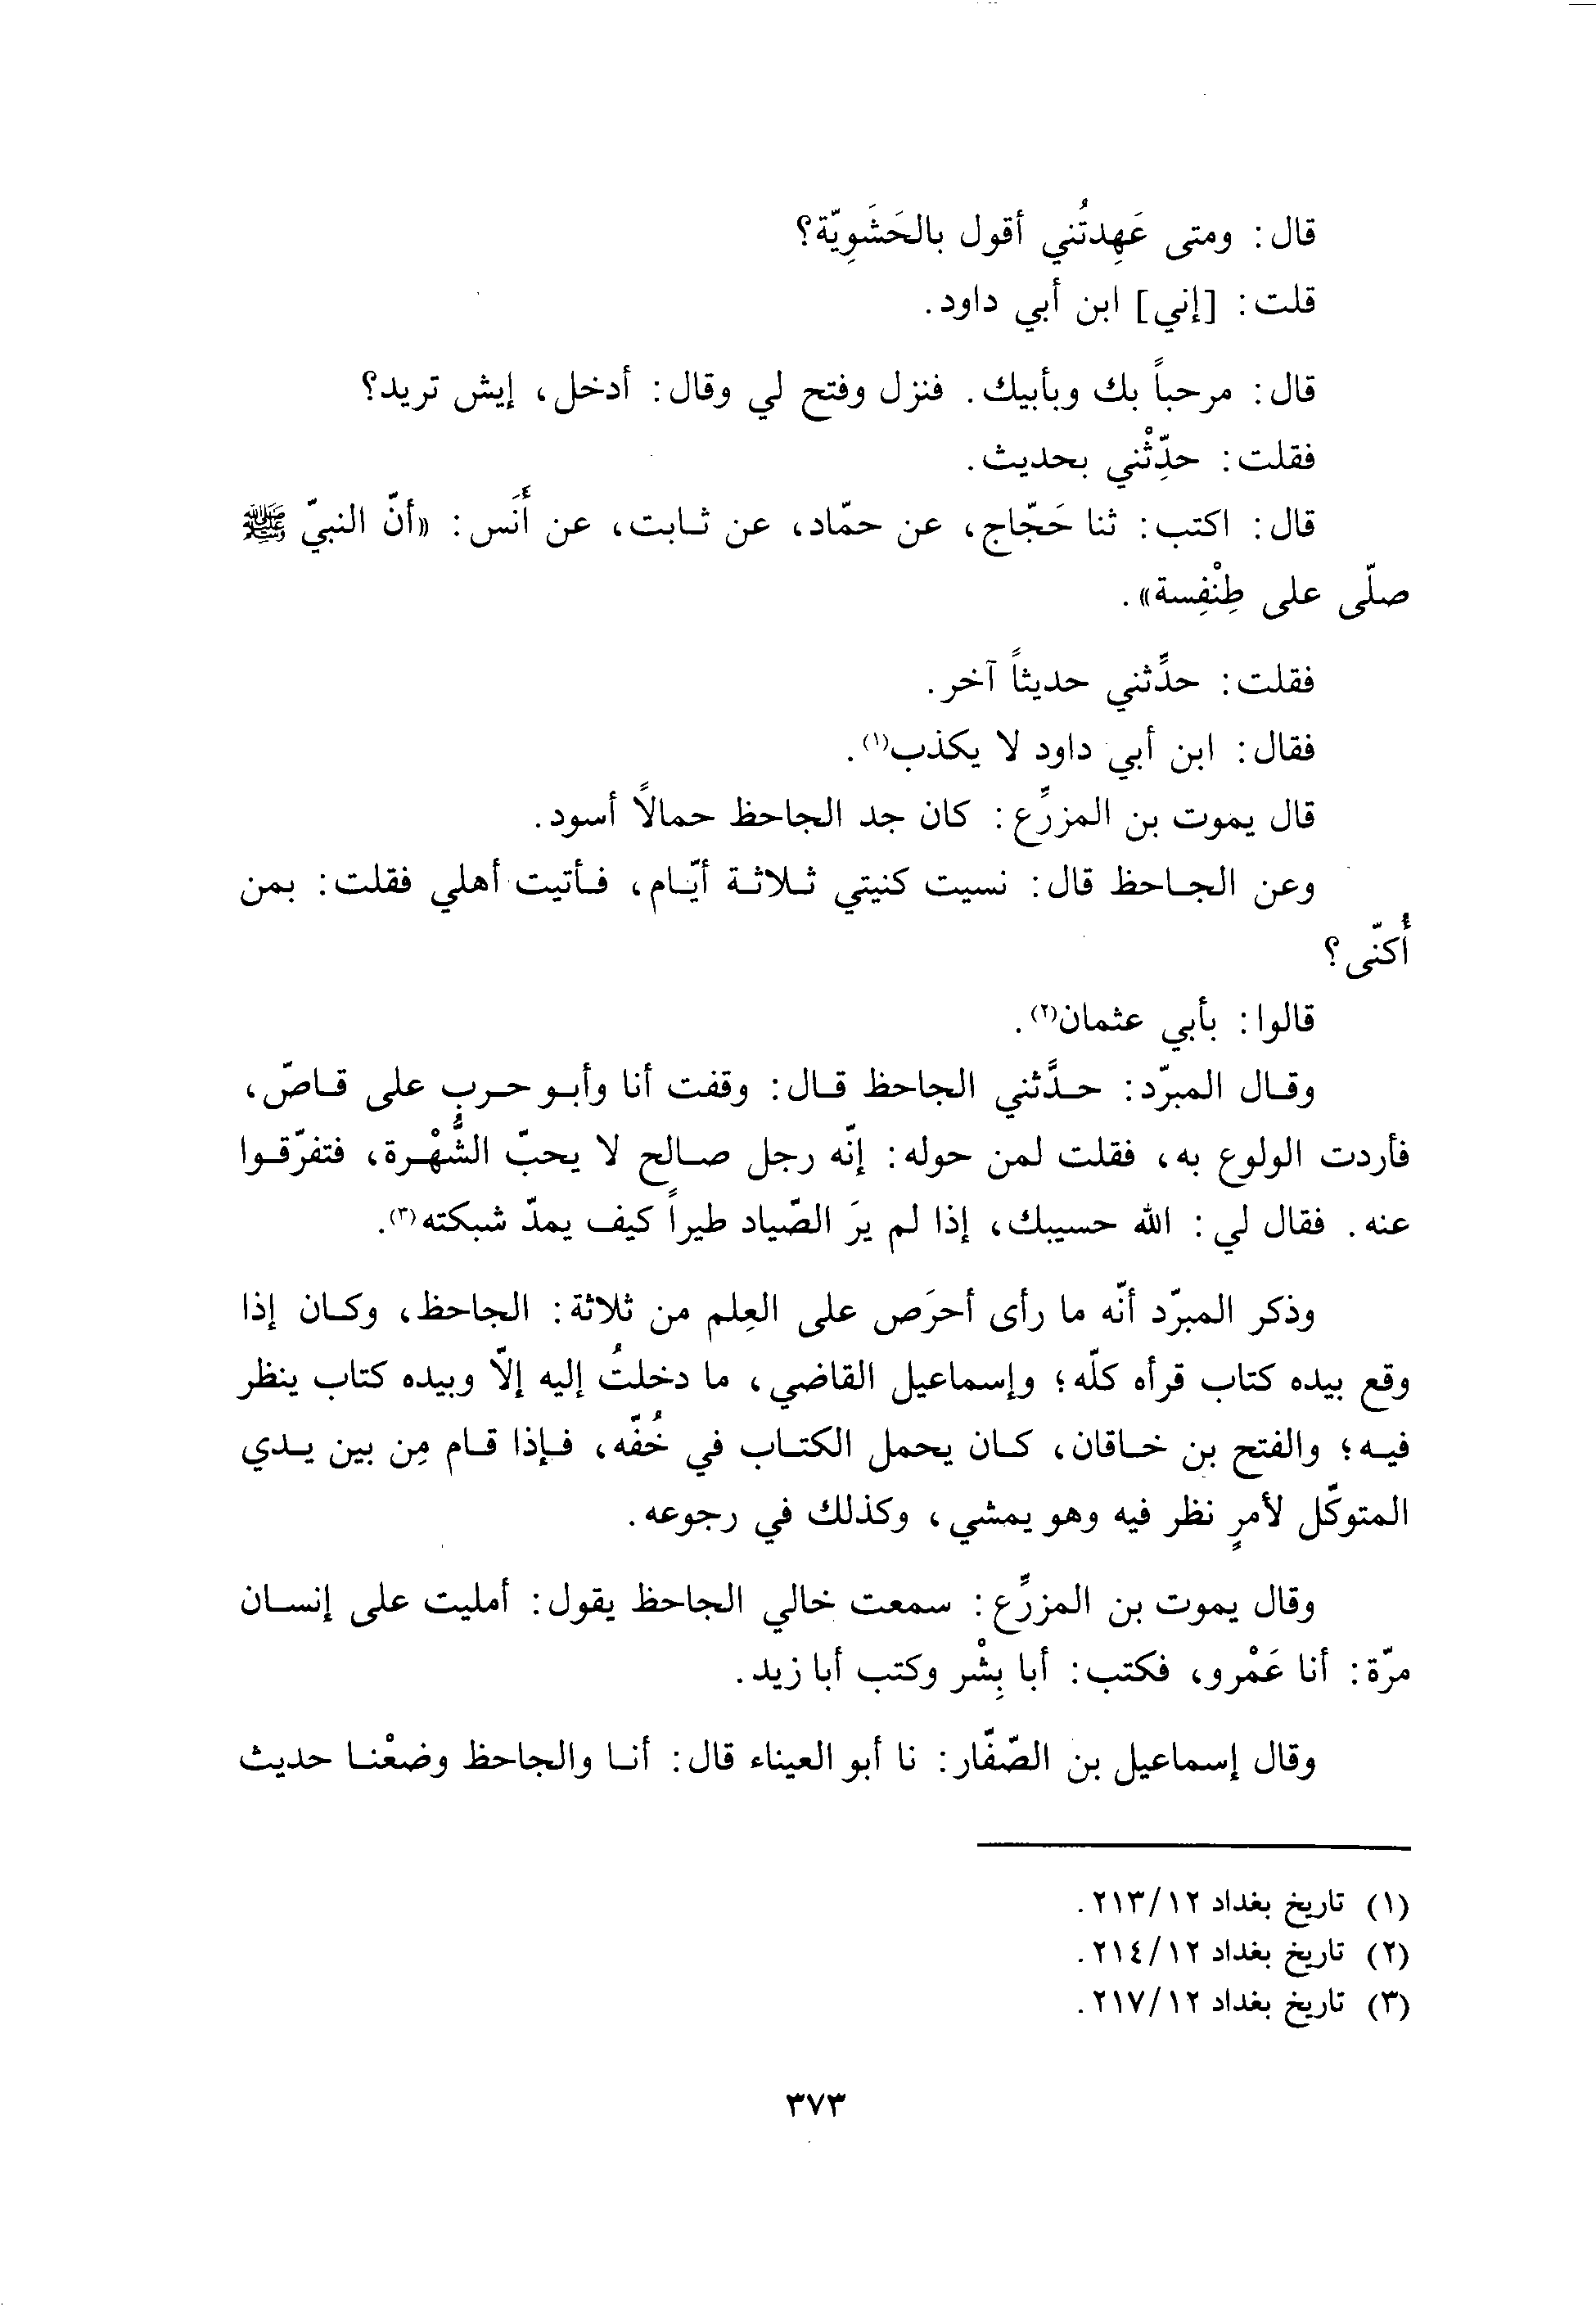 قال: ومتى عَهِدتُني أقول بالحَشَوِيّة؟
قلت: [إني] ابن أبي داود.
قال: مرحباً بك وبأبيك. فنزل وفتح لي وقال: أدخل، إيش تريد؟
فقلت: حدِّثْني بحديث.
قال: اكتب: ثنا حَجّاج، عن حمّاد، عن ثابت، عن أَنَس: «أنّ النبيّ ﷺ
صلّى على طِنْفِسة».
فقلت: حدِّثني حديثاً آخر.
فقال: ابن أبي داود لا يكذب(١).
قال يموت بن المزرِّع: كان جد الجاحظ حمالاً أسود.
وعن الجاحظ قال: نسيت كنيتي ثلاثة أيّام، فأتيت أهلي فقلت: بمن
أُكنّى؟
قالوا: بأبي عثمان(٢).
وقال المبرّد: حدَّثني الجاحظ قال: وقفت أنا وأبو حربٍ على قاصّ،
فأردت الولوع به، فقلت لمن حوله: إنّه رجل صالح لا يحبّ الشُّهْرة، فتفرّقوا
عنه. فقال لي: الله حسيبك، إذا لم يرَ الصّياد طيراً كيف يمدّ شبكته(٣).
وذكر المبرّد أنّه ما رأى أحرَص على العِلم من ثلاثة: الجاحظ، وكان إذا
وقع بيده كتاب قرأه كلّه؛ وإسماعيل القاضي، ما دخلتُ إليه إلّا وبيده كتاب ينظر
فيه؛ والفتح بن خاقان، كان يحمل الكتاب في خُفّه، فإذا قام مِن بين يدي
المتوكّل لأمرٍ نظر فيه وهو يمشي، وكذلك في رجوعه.
وقال يموت بن المزرِّع: سمعت خالي الجاحظ يقول: أمليت على إنسان
مرّة: أنا عَمْرو، فكتب: أبا بِشْر وكتب أبا زيد.
وقال إسماعيل بن الصّفّار: نا أبو العيناء قال: أنا والجاحظ وضعْنا حديث
(١) تاريخ بغداد ٢١٣/١٢.
(٢) تاريخ بغداد ٢١٤/١٢.
(٣) تاريخ بغداد ٢١٧/١٢.
٣٧٣